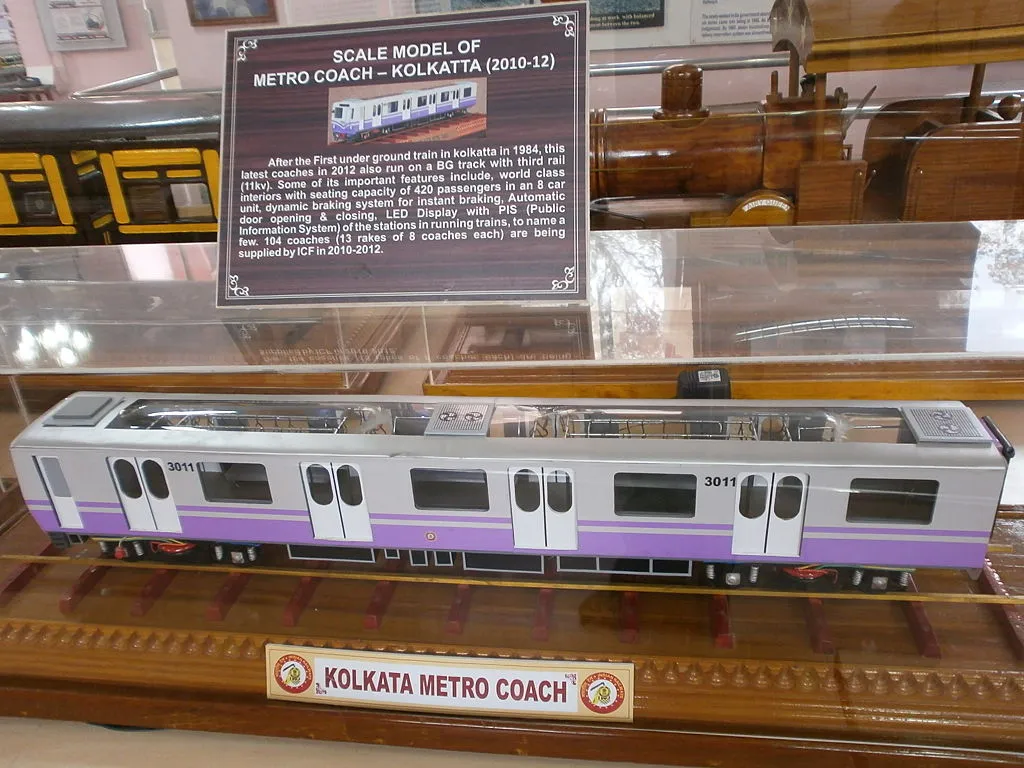 SCALE MODEL OF
METRO COACH – KOLKATTA (2010-12)
After the First under ground train in kolkatta in 1984, this
latest coaches in 2012 also run on a BG track with third rail
(11kv). Some of its important features include, world class
interiors with seating capacity of 420 passengers in an 8 car
unit, dynamic braking system for instant braking, Automatic
door opening & closing, LED Display with PIS (Public
Information System) of the stations in running trains, to name a
few. 104 coaches (13 rakes of 8 coaches each) are being
supplied by ICF in 2010-2012.
FAIRY QUEEN
3011
3011
KOLKATA METRO COACH